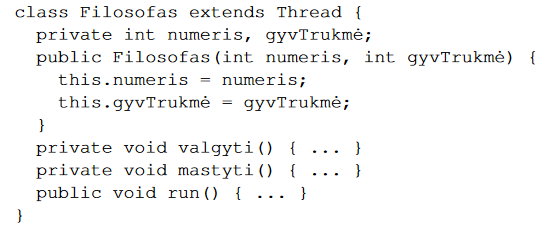 class Filosofas extends Thread {
  private int numeris, gyvTrukmė;
  public Filosofas(int numeris, int gyvTrukmė) {
    this.numeris = numeris;
    this.gyvTrukmė = gyvTrukmė;
  }
  private void valgyti() { ... }
  private void mastyti() { ... }
  public void run() { ... }
}